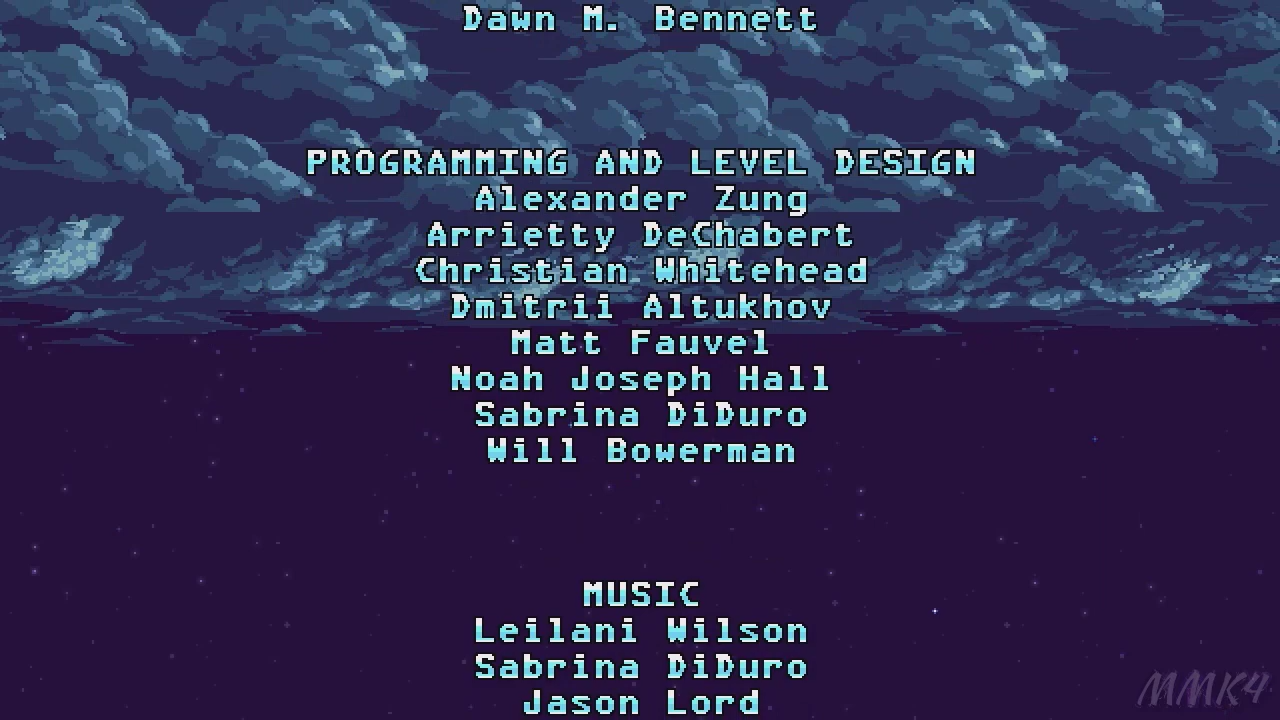 Dawn M. Bennett
PROGRAMMING AND LEVEL DESIGN
Alexander Zung
Arrietty DeChabert
Christian Whitehead
Dmitrii Altukhov
Matt Fauvel
Noah Joseph Hall
Sabrina DiDuro
Will Bowerman
MUSIC
Leilani Wilson
Sabrina DiDuro
Jason Lord
MMK4